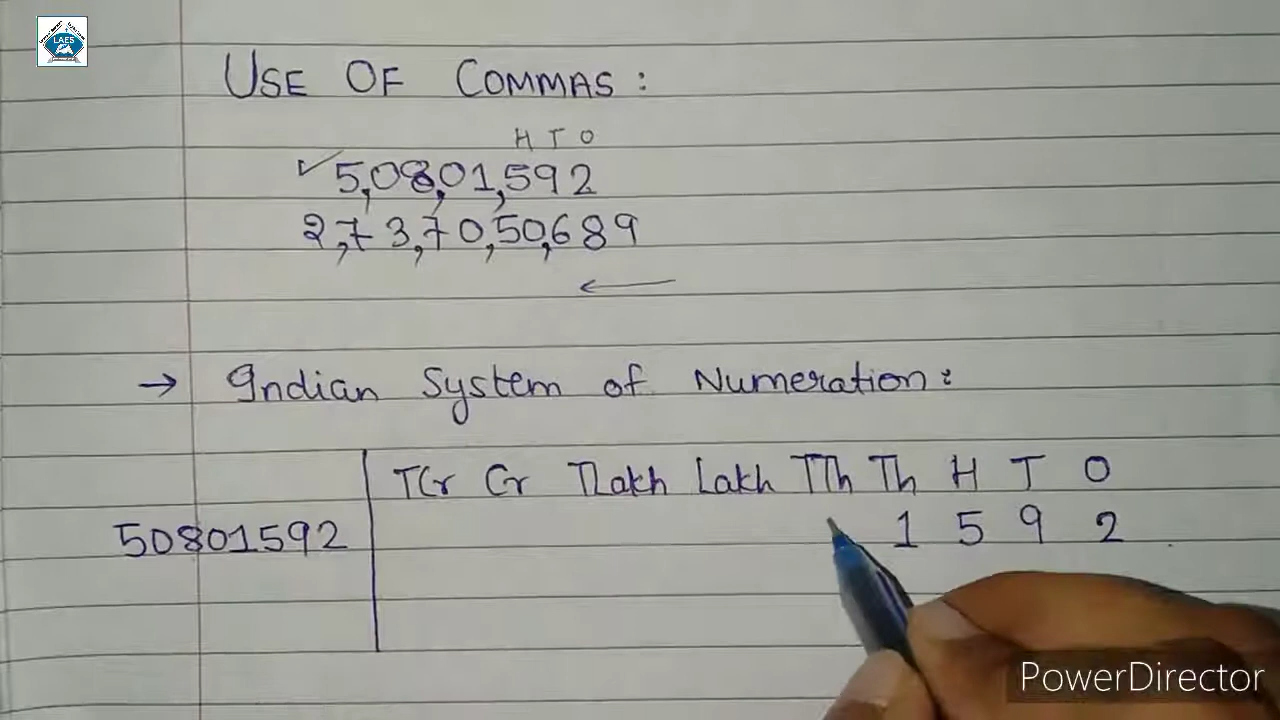 LAES
USE OF COMMAS :
H T O
✓5,08,01,592
2,73,70,50,689
←
→ Indian System of Numeration :
TCr Cr TLakh Lakh TTh Th H T O
50801592 1 5 9 2
PowerDirector